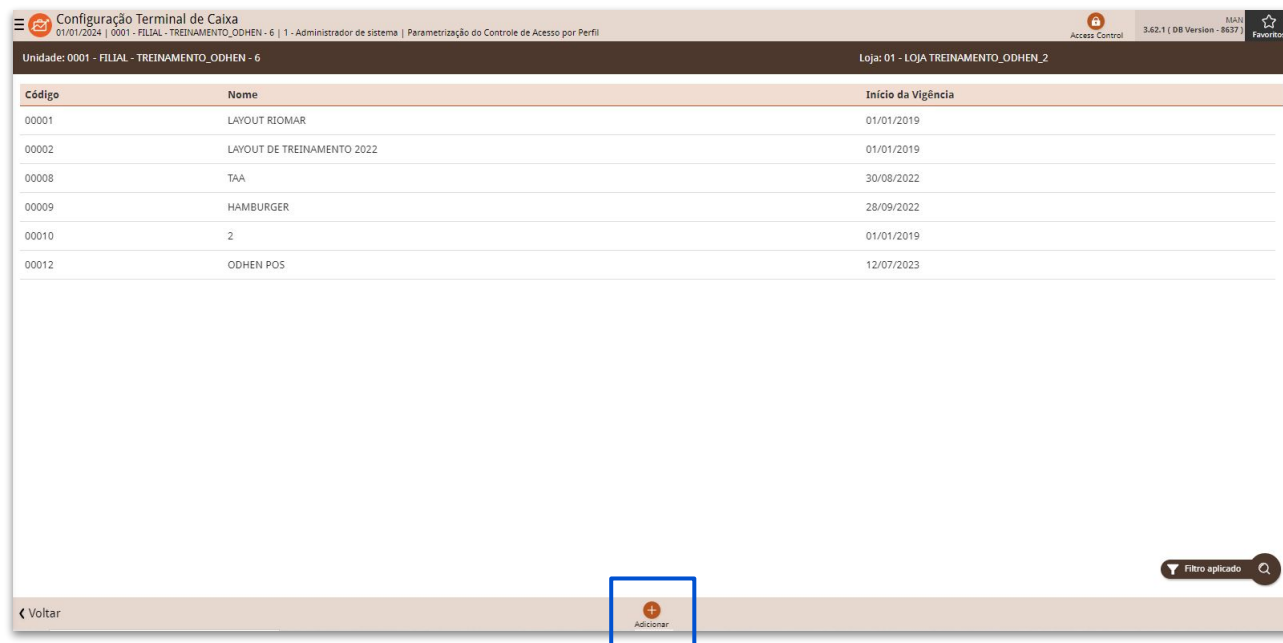 Configuração Terminal de Caixa
01/01/2024 | 0001 - FILIAL - TREINAMENTO_ODHEN - 6 | 1 - Administrador de sistema | Parametrização do Controle de Acesso por Perfil
Access Control
MAN
3.62.1 ( DB Version - 8637 )
Favoritos
Unidade: 0001 - FILIAL - TREINAMENTO_ODHEN - 6 Loja: 01 - LOJA TREINAMENTO_ODHEN_2
Código Nome Início da Vigência
00001 LAYOUT RIOMAR 01/01/2019
00002 LAYOUT DE TREINAMENTO 2022 01/01/2019
00008 TAA 30/08/2022
00009 HAMBURGER 28/09/2022
00010 2 01/01/2019
00012 ODHEN POS 12/07/2023
Filtro aplicado
Voltar
Adicionar